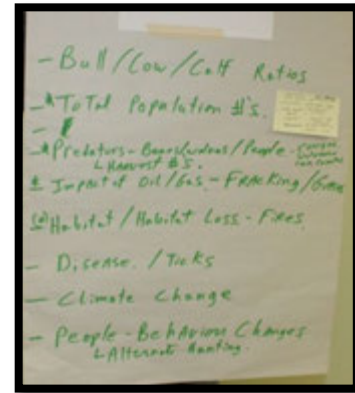 - Bull/Cow/Calf Ratios
-* Total Population #'s.
-
-* Predators - Bears/wolves/People -
↳ Harvest #'s.
* Impact of Oil/Gas - FRACKing/
Habitat/Habitat Loss - Fires
- Disease. / Ticks
- Climate Change
- People - Behavior Changes
↳ Alternate Hunting.